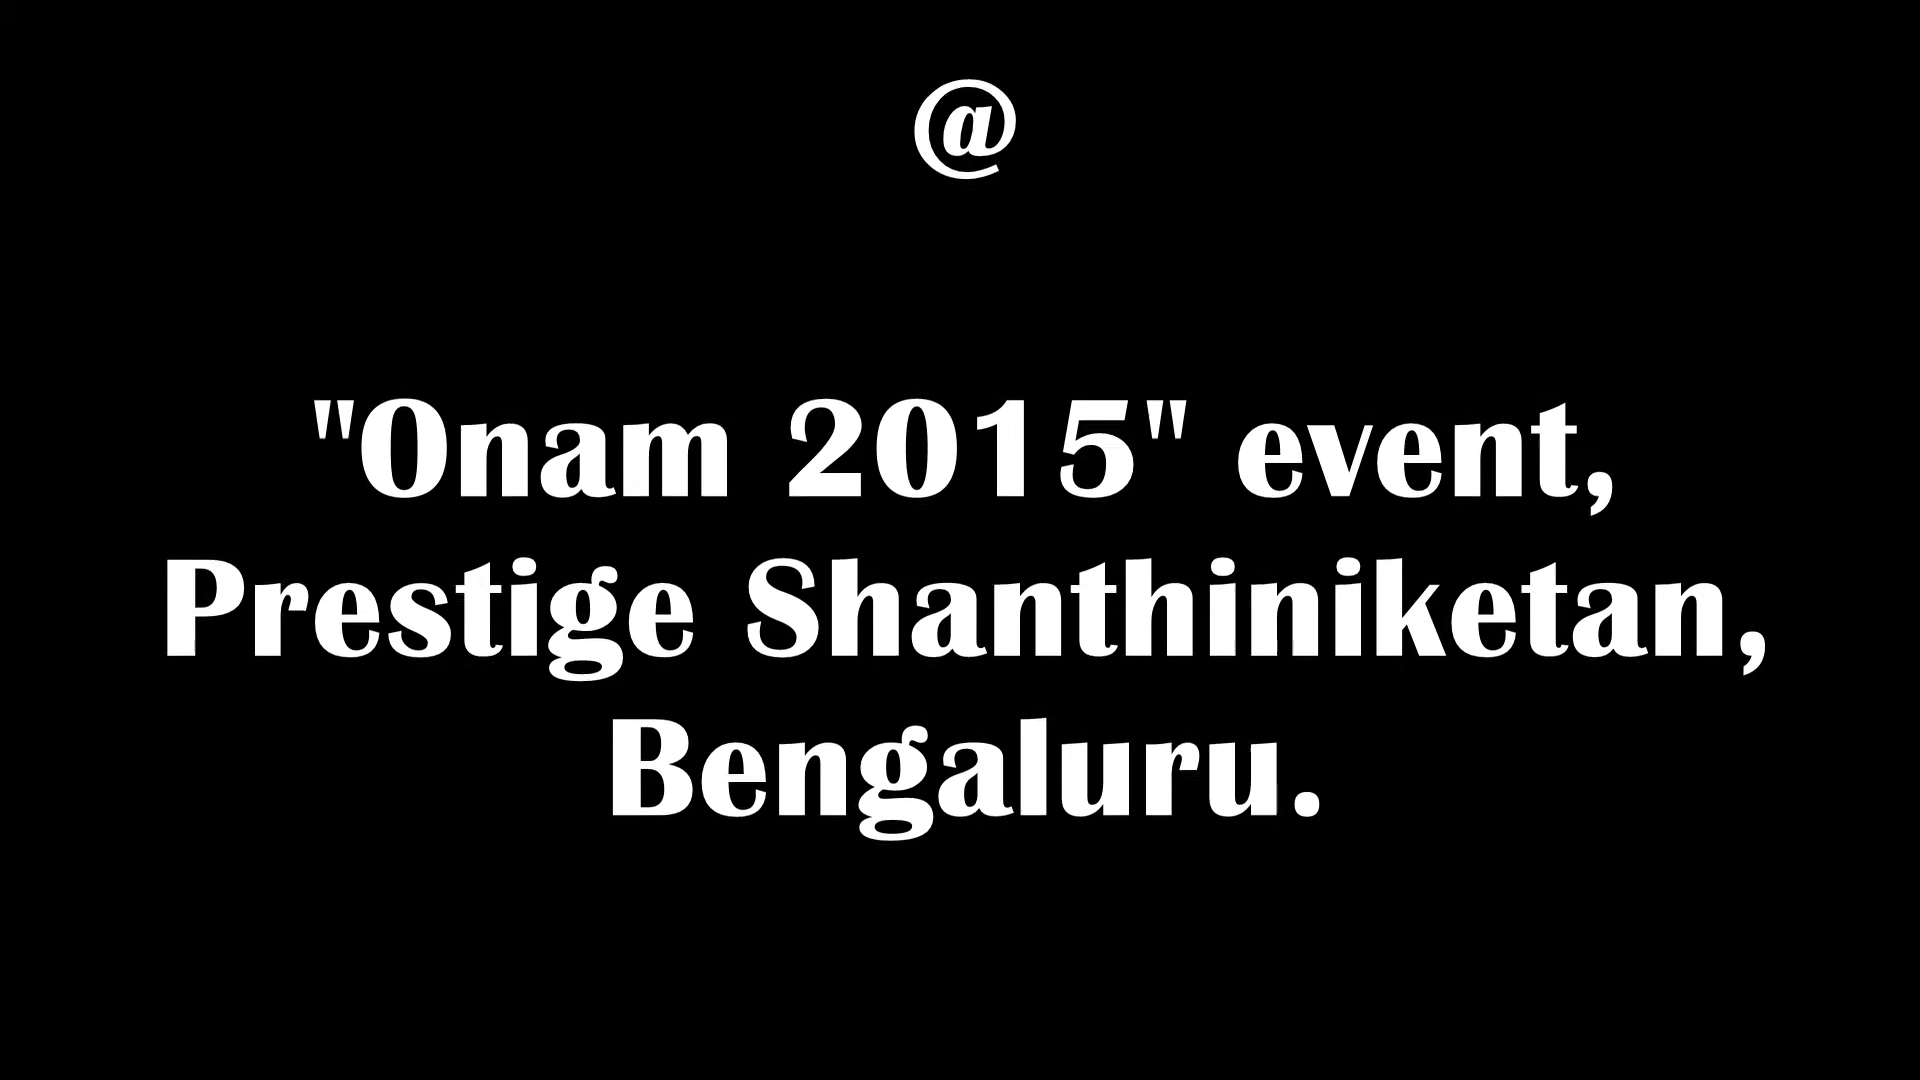 @
"Onam 2015" event,
Prestige Shanthiniketan,
Bengaluru.